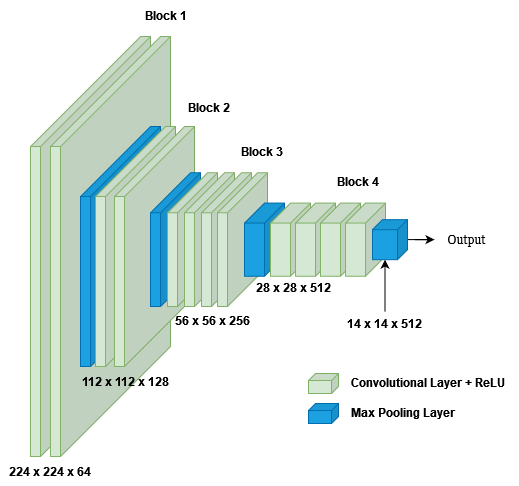 Block 1
Block 2
Block 3
Block 4
Output
28 x 28 x 512
56 x 56 x 256
14 x 14 x 512
112 x 112 x 128
Convolutional Layer + ReLU
Max Pooling Layer
224 x 224 x 64